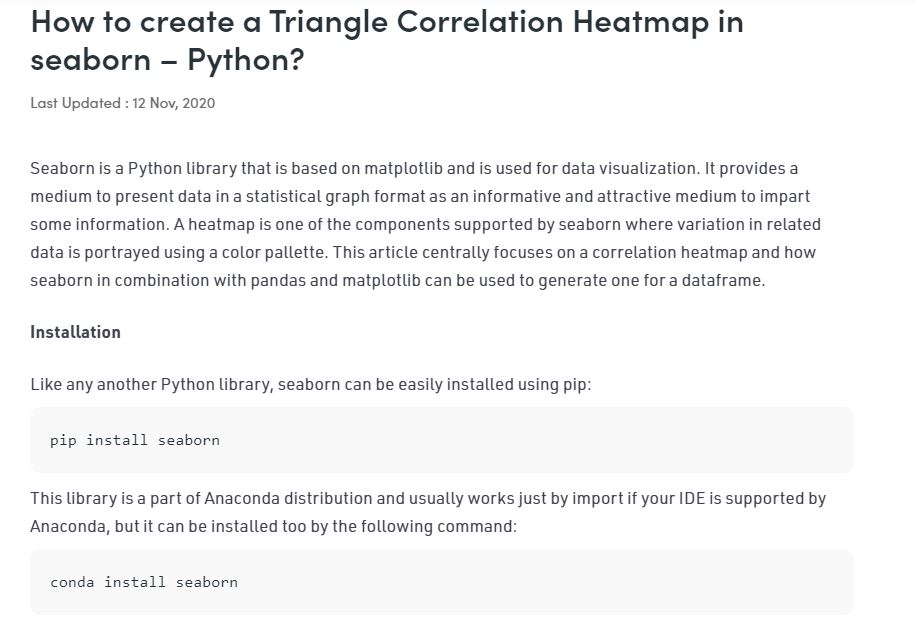 How to create a Triangle Correlation Heatmap in
seaborn – Python?
Last Updated : 12 Nov, 2020
Seaborn is a Python library that is based on matplotlib and is used for data visualization. It provides a
medium to present data in a statistical graph format as an informative and attractive medium to impart
some information. A heatmap is one of the components supported by seaborn where variation in related
data is portrayed using a color pallette. This article centrally focuses on a correlation heatmap and how
seaborn in combination with pandas and matplotlib can be used to generate one for a dataframe.
Installation
Like any another Python library, seaborn can be easily installed using pip:
pip install seaborn
This library is a part of Anaconda distribution and usually works just by import if your IDE is supported by
Anaconda, but it can be installed too by the following command:
conda install seaborn